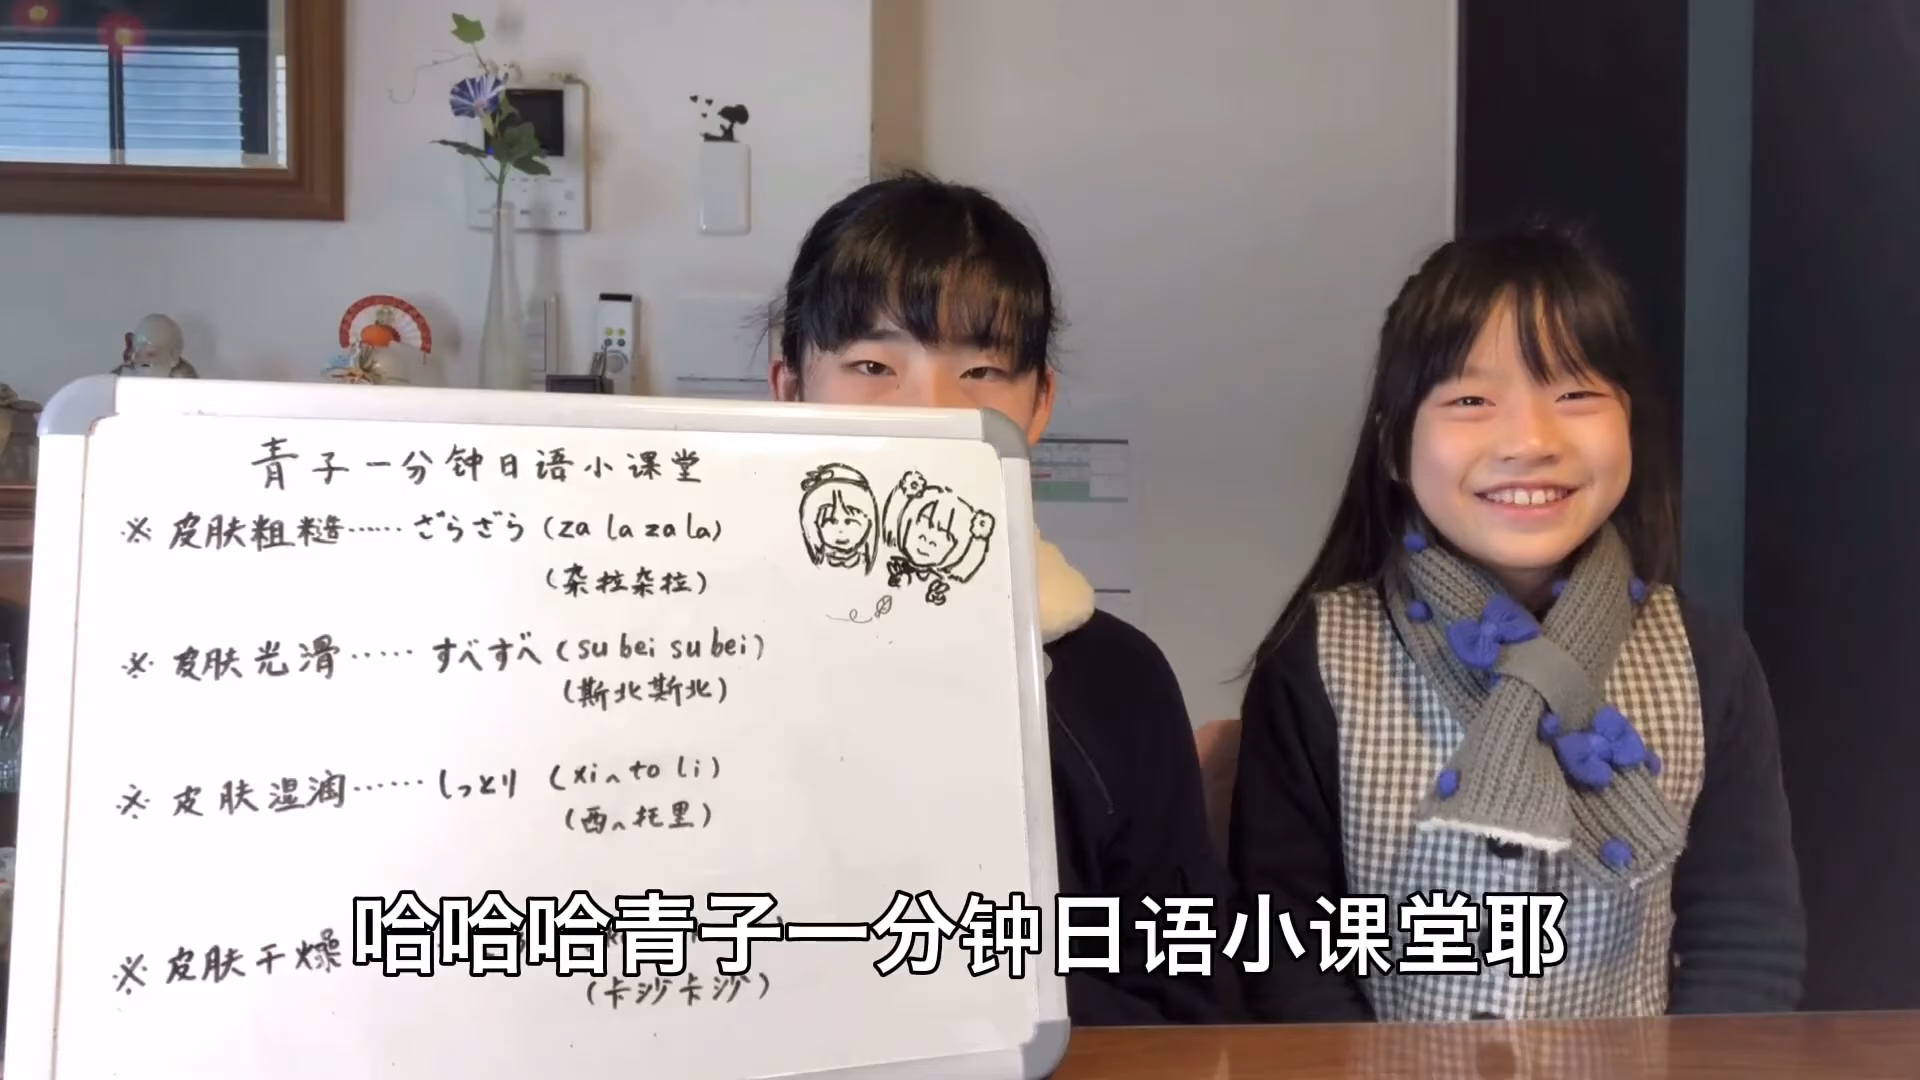 青子一分钟日语小课堂
※ 皮肤粗糙…… ざらざら (za la za la)
(杂拉杂拉)
※ 皮肤光滑…… すべすべ (su bei su bei)
(斯北斯北)
※ 皮肤湿润…… しっとり (xi^to li)
(西^托里)
※ 皮肤干燥
(卡沙卡沙)
哈哈哈青子一分钟日语小课堂耶